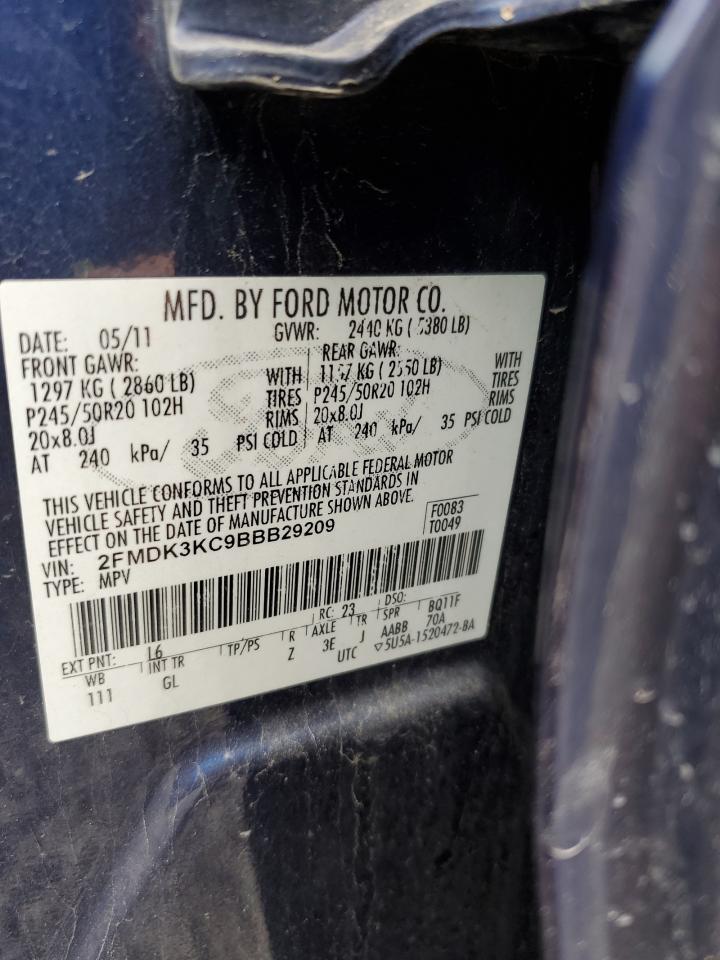 MFD. BY FORD MOTOR CO.
DATE: 05/11 GVWR: 2440 KG ( 5380 LB)
FRONT GAWR: REAR GAWR:
1297 KG ( 2860 LB) WITH KG ( LB) WITH
P245/50R20 102H TIRES P245/50R20 102H TIRES
20x8.0J RIMS 20x8.0J RIMS
AT 240 kPa/ 35 PSI COLD AT 240 kPa/ 35 PSI COLD
THIS VEHICLE CONFORMS TO ALL APPLICABLE FEDERAL MOTOR
VEHICLE SAFETY AND THEFT PREVENTION STANDARDS IN
EFFECT ON THE DATE OF MANUFACTURE SHOWN ABOVE.
F0083
VIN: 2FMDK3KC9BBB29209 T0049
TYPE: MPV
RC: 23 DSO:
EXT PNT: L6 BQ11F
WB INT TR TP/PS R AXLE TR SPR
111 GL Z 3E J AABB 70A
UTC ▽5U5A-1520472-BA